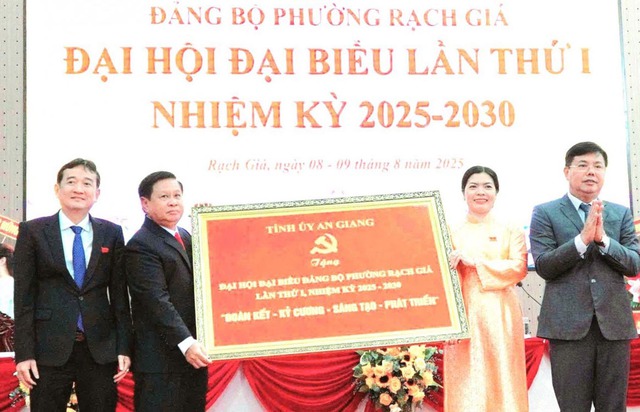 ĐẢNG BỘ PHƯỜNG RẠCH GIÁ
ĐẠI HỘI ĐẠI BIỂU LẦN THỨ I
NHIỆM KỲ 2025-2030
Rạch Giá, ngày 08 - 09 tháng 8 năm 2025
TỈNH ỦY AN GIANG
Tặng
ĐẠI HỘI ĐẠI BIỂU ĐẢNG BỘ PHƯỜNG RẠCH GIÁ
LẦN THỨ I, NHIỆM KỲ 2025 - 2030
"ĐOÀN KẾT - KỶ CƯƠNG - SÁNG TẠO - PHÁT TRIỂN"